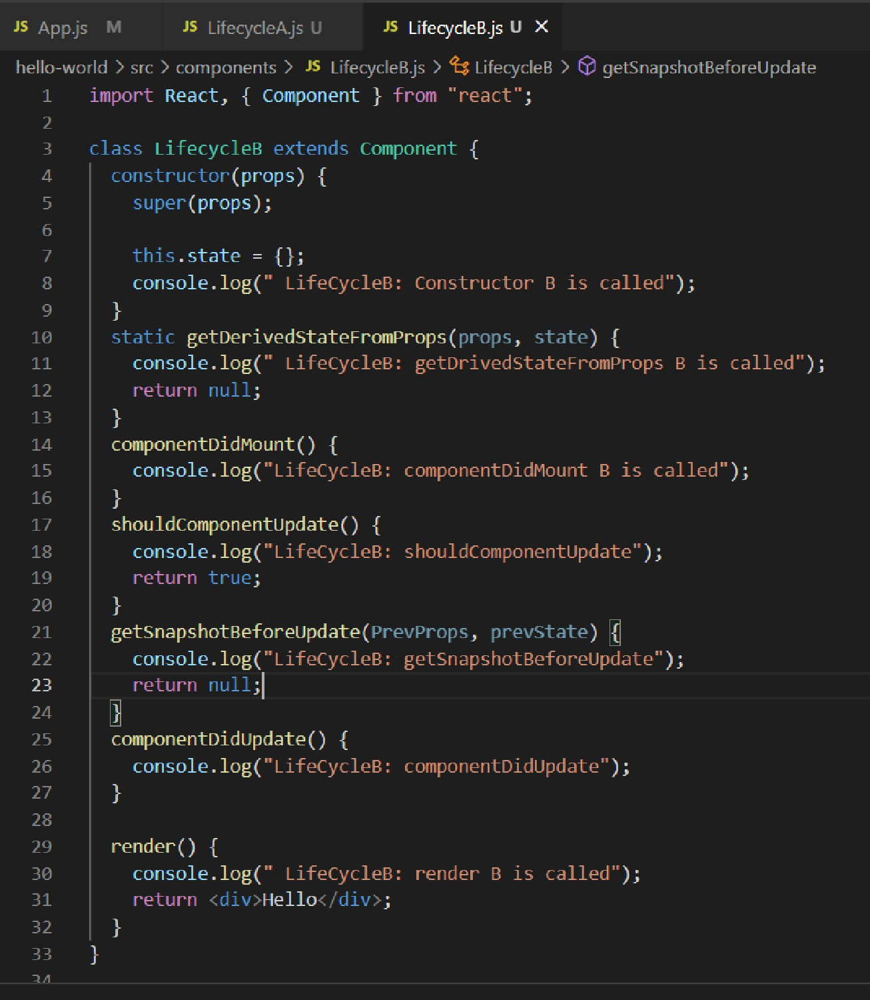 JS App.js M JS LifecycleA.js U JS LifecycleB.js U ✕
hello-world > src > components > JS LifecycleB.js > LifecycleB > getSnapshotBeforeUpdate
1 import React, { Component } from "react";
2
3 class LifecycleB extends Component {
4   constructor(props) {
5     super(props);
6
7     this.state = {};
8     console.log(" LifeCycleB: Constructor B is called");
9   }
10   static getDerivedStateFromProps(props, state) {
11     console.log(" LifeCycleB: getDrivedStateFromProps B is called");
12     return null;
13   }
14   componentDidMount() {
15     console.log("LifeCycleB: componentDidMount B is called");
16   }
17   shouldComponentUpdate() {
18     console.log("LifeCycleB: shouldComponentUpdate");
19     return true;
20   }
21   getSnapshotBeforeUpdate(PrevProps, prevState) {
22     console.log("LifeCycleB: getSnapshotBeforeUpdate");
23     return null;
24   }
25   componentDidUpdate() {
26     console.log("LifeCycleB: componentDidUpdate");
27   }
28
29   render() {
30     console.log(" LifeCycleB: render B is called");
31     return <div>Hello</div>;
32   }
33 }
34